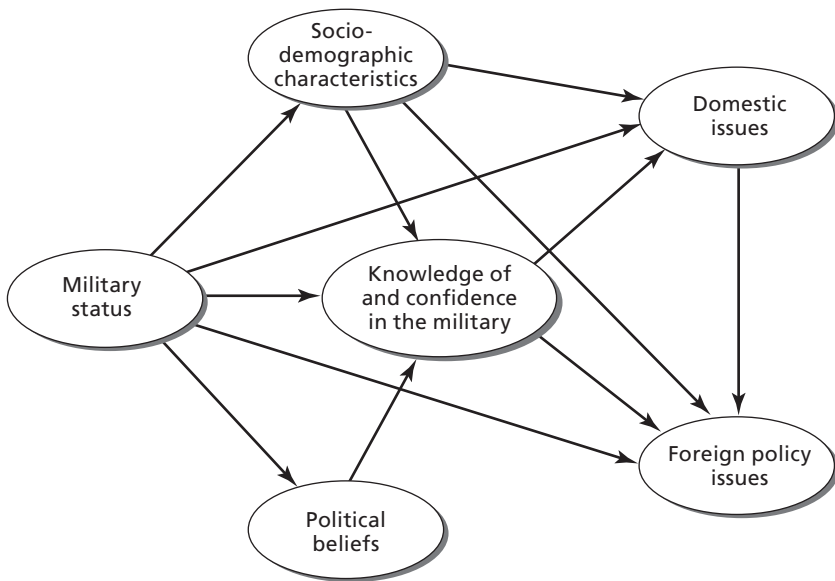 Socio-
demographic
characteristics
Domestic
issues
Military
status
Knowledge of
and confidence
in the military
Foreign policy
issues
Political
beliefs